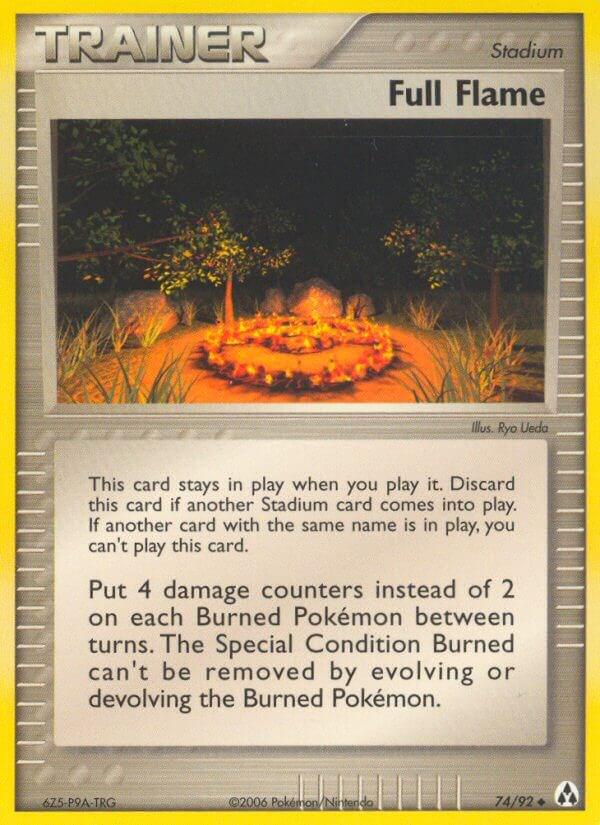 TRAINER
Stadium
Full Flame
Illus. Ryo Ueda
This card stays in play when you play it. Discard
this card if another Stadium card comes into play.
If another card with the same name is in play, you
can't play this card.
Put 4 damage counters instead of 2
on each Burned Pokémon between
turns. The Special Condition Burned
can't be removed by evolving or
devolving the Burned Pokémon.
6Z5-P9A-TRG
©2006 Pokémon/Nintendo
74/92 ◆